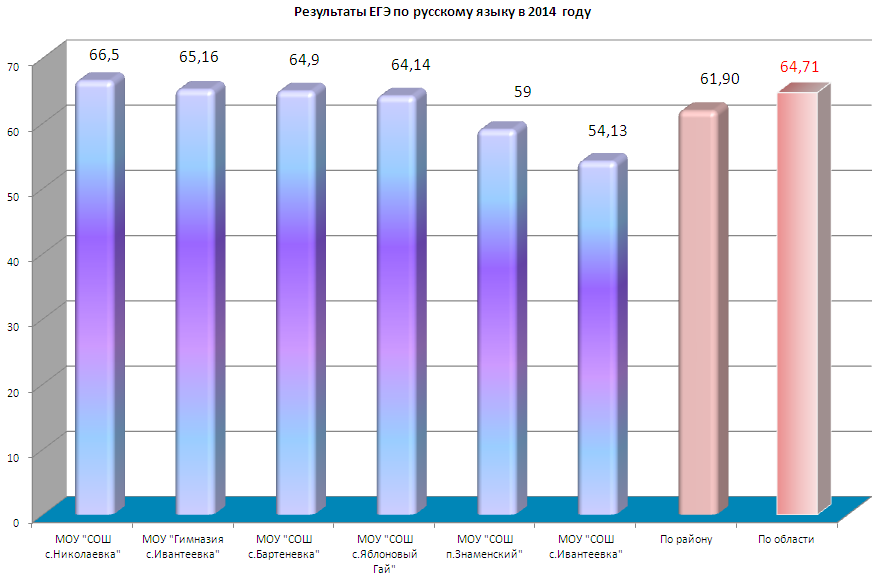 Результаты ЕГЭ по русскому языку в 2014 году
66,5
65,16
64,9
64,14
59
54,13
61,90
64,71
70
60
50
40
30
20
10
0
МОУ "СОШ
с.Николаевка"
МОУ "Гимназия
с.Ивантеевка"
МОУ "СОШ
с.Бартеневка"
МОУ "СОШ
с.Яблоновый
Гай"
МОУ "СОШ
п.Знаменский"
МОУ "СОШ
с.Ивантеевка"
По району
По области